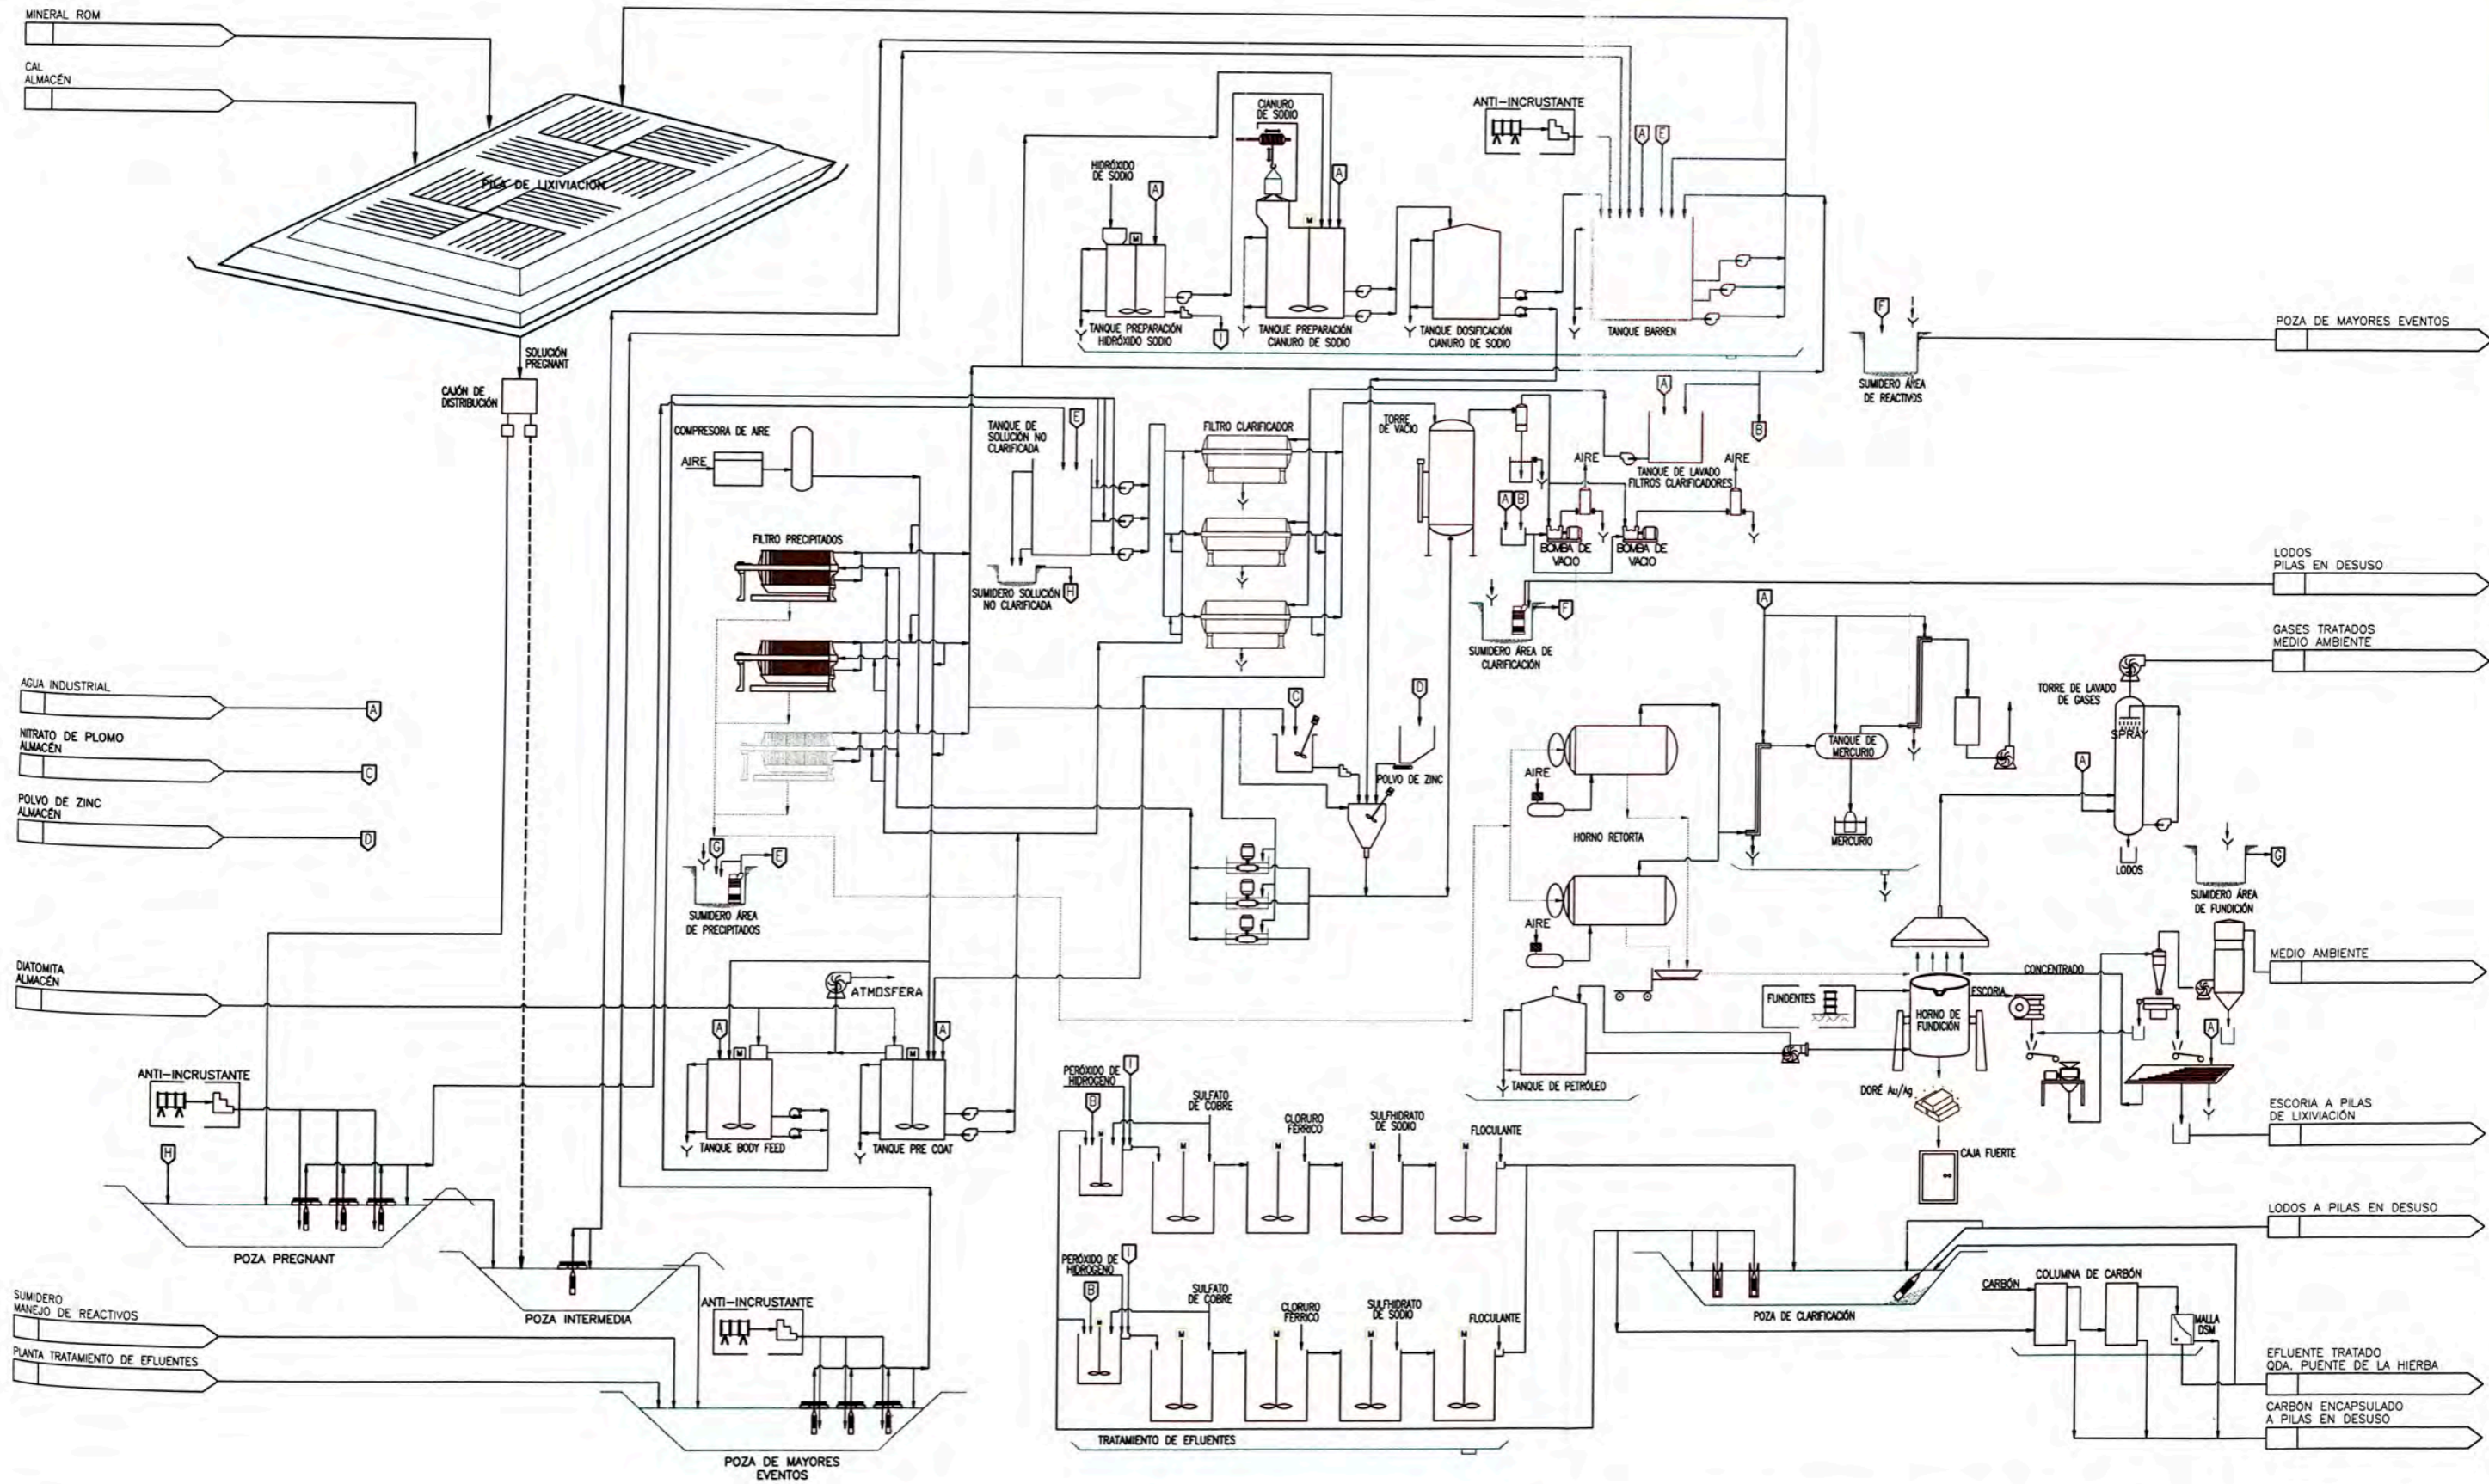 MINERAL ROM
CAL
ALMACÉN
PILA DE LIXIVIACIÓN
SOLUCIÓN
PREGNANT
CAJÓN DE
DISTRIBUCIÓN
HIDRÓXIDO
DE SODIO
A
M
TANQUE PREPARACIÓN
HIDRÓXIDO SODIO
I
CIANURO
DE SODIO
A
M
TANQUE PREPARACIÓN
CIANURO DE SODIO
TANQUE DOSIFICACIÓN
CIANURO DE SODIO
ANTI-INCRUSTANTE
A
E
TANQUE BARREN
F
SUMIDERO ÁREA
DE REACTIVOS
POZA DE MAYORES EVENTOS
COMPRESORA DE AIRE
AIRE
TANQUE DE
SOLUCIÓN NO
CLARIFICADA
E
SUMIDERO SOLUCIÓN
NO CLARIFICADA
H
FILTRO CLARIFICADOR
TORRE
DE VACIO
A
B
TANQUE DE LAVADO
FILTROS CLARIFICADORES
AIRE
AIRE
A
B
BOMBA DE
VACIO
BOMBA DE
VACIO
FILTRO PRECIPITADOS
SUMIDERO ÁREA DE
CLARIFICACIÓN
F
LODOS
PILAS EN DESUSO
GASES TRATADOS
MEDIO AMBIENTE
A
TANQUE DE
MERCURIO
MERCURIO
TORRE DE LAVADO
DE GASES
SPRAY
A
LODOS
G
SUMIDERO ÁREA
DE FUNDICIÓN
AGUA INDUSTRIAL
A
NITRATO DE PLOMO
ALMACÉN
C
POLVO DE ZINC
ALMACÉN
D
C
D
POLVO DE ZINC
AIRE
HORNO RETORTA
AIRE
G
E
SUMIDERO ÁREA
DE PRECIPITADOS
DIATOMITA
ALMACÉN
ATMOSFERA
A
M
TANQUE BODY FEED
M
A
TANQUE PRE COAT
TANQUE DE PETRÓLEO
FUNDENTES
HORNO DE
FUNDICIÓN
ESCORIA
CONCENTRADO
A
MEDIO AMBIENTE
DORÉ Au/Ag
CAJA FUERTE
ESCORIA A PILAS
DE LIXIVIACIÓN
ANTI-INCRUSTANTE
H
POZA PREGNANT
POZA INTERMEDIA
ANTI-INCRUSTANTE
POZA DE MAYORES
EVENTOS
SUMIDERO
MANEJO DE REACTIVOS
PLANTA TRATAMIENTO DE EFLUENTES
PERÓXIDO DE
HIDROGENO
I
B
M
SULFATO
DE COBRE
M
CLORURO
FERRICO
M
SULFHIDRATO
DE SODIO
M
FLOCULANTE
M
PERÓXIDO DE
HIDROGENO
I
B
M
SULFATO
DE COBRE
M
CLORURO
FERRICO
M
SULFHIDRATO
DE SODIO
M
FLOCULANTE
M
TRATAMIENTO DE EFLUENTES
POZA DE CLARIFICACIÓN
LODOS A PILAS EN DESUSO
CARBÓN
COLUMNA DE CARBÓN
MALLA
DSM
EFLUENTE TRATADO
QDA. PUENTE DE LA HIERBA
CARBÓN ENCAPSULADO
A PILAS EN DESUSO